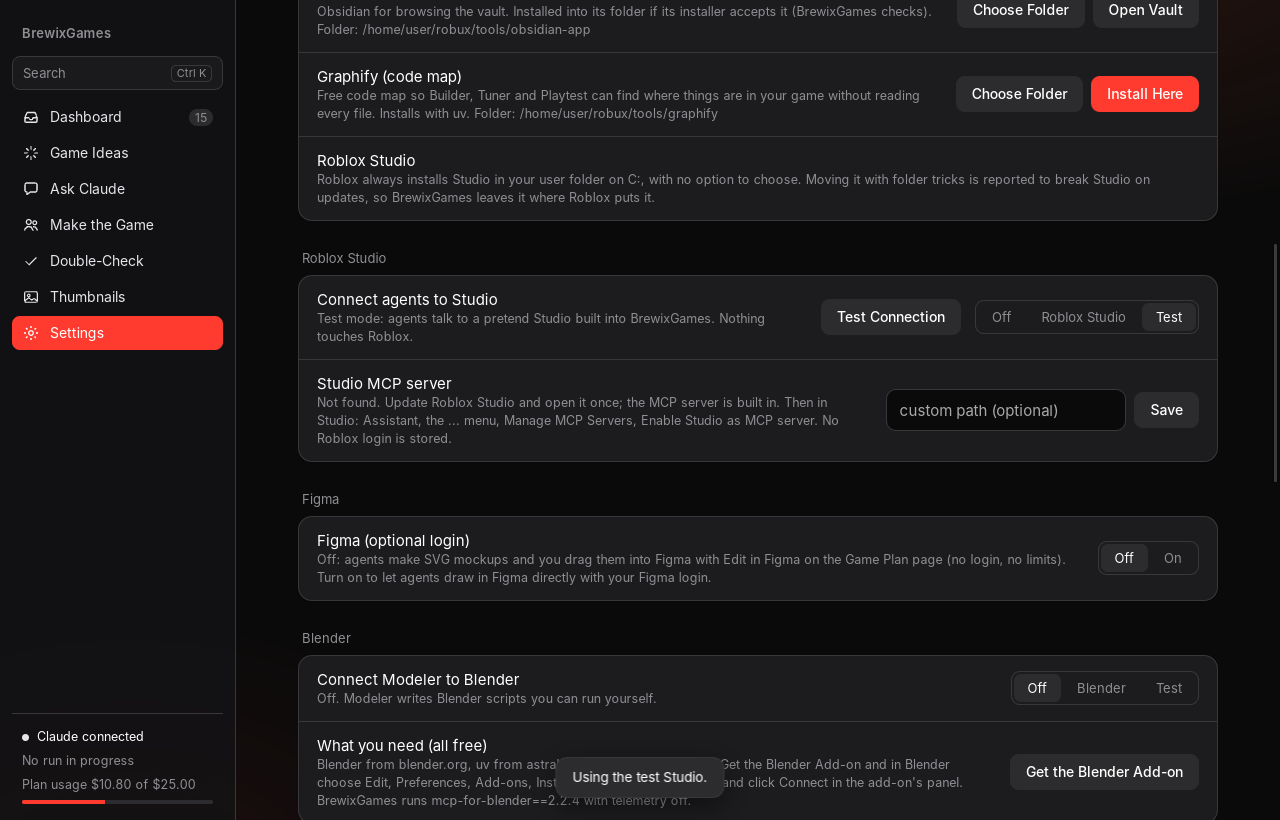 BrewixGames
Search
Ctrl K
Dashboard
15
Game Ideas
Ask Claude
Make the Game
Double-Check
Thumbnails
Settings
Claude connected
No run in progress
Plan usage $10.80 of $25.00
Obsidian for browsing the vault. Installed into its folder if its installer accepts it (BrewixGames checks).
Folder: /home/user/robux/tools/obsidian-app
Choose Folder
Open Vault
Graphify (code map)
Free code map so Builder, Tuner and Playtest can find where things are in your game without reading
every file. Installs with uv. Folder: /home/user/robux/tools/graphify
Choose Folder
Install Here
Roblox Studio
Roblox always installs Studio in your user folder on C:, with no option to choose. Moving it with folder tricks is reported to break Studio on
updates, so BrewixGames leaves it where Roblox puts it.
Roblox Studio
Connect agents to Studio
Test mode: agents talk to a pretend Studio built into BrewixGames. Nothing
touches Roblox.
Test Connection
Off
Roblox Studio
Test
Studio MCP server
Not found. Update Roblox Studio and open it once; the MCP server is built in. Then in
Studio: Assistant, the ... menu, Manage MCP Servers, Enable Studio as MCP server. No
Roblox login is stored.
custom path (optional)
Save
Figma
Figma (optional login)
Off: agents make SVG mockups and you drag them into Figma with Edit in Figma on the Game Plan page (no login, no limits).
Turn on to let agents draw in Figma directly with your Figma login.
Off
On
Blender
Connect Modeler to Blender
Off. Modeler writes Blender scripts you can run yourself.
Off
Blender
Test
What you need (all free)
Blender from blender.org, uv from Get the Blender Add-on and in Blender
choose Edit, Preferences, Add-ons, and click Connect in the add-on's panel.
BrewixGames runs mcp-for-blender==2.2.4 with telemetry off.
Get the Blender Add-on
Using the test Studio.